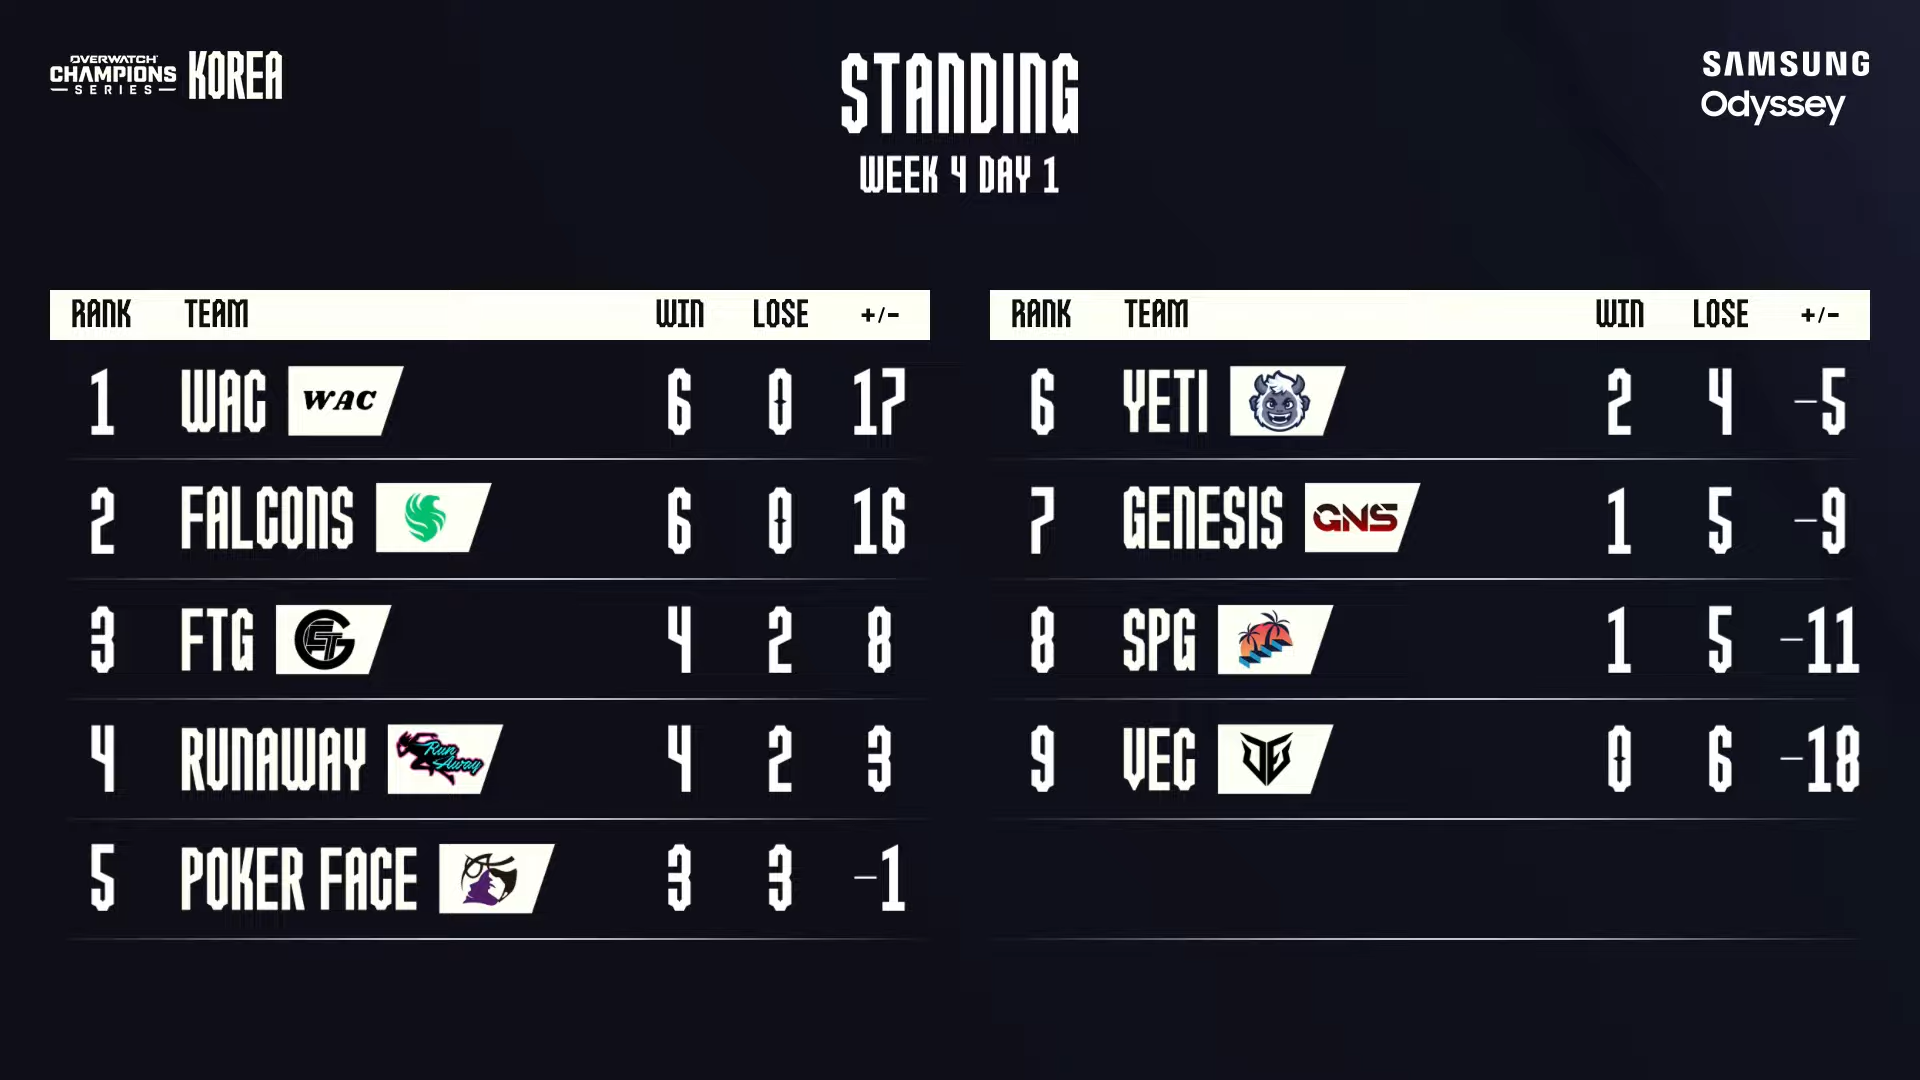 OVERWATCH
CHAMPIONS
SERIES
KOREA
STANDING
WEEK 4 DAY 1
SAMSUNG
Odyssey
RANK TEAM WIN LOSE +/-
1 WAC WAC 6 0 17
2 FALCONS 6 0 16
3 FTG FTG 4 2 8
4 RUNAWAY Run Away 4 2 3
5 POKER FACE 3 3 -1
RANK TEAM WIN LOSE +/-
6 YETI 2 4 -5
7 GENESIS GNS 1 5 -9
8 SPG 1 5 -11
9 VEC 0 6 -18